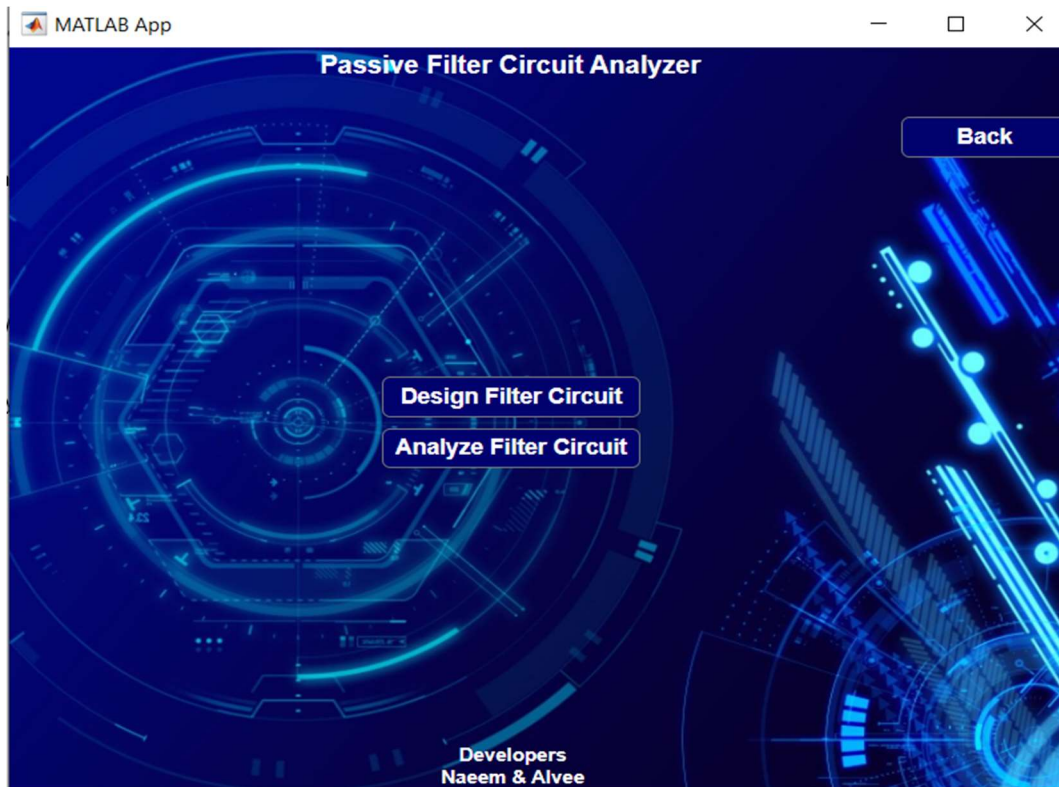 MATLAB App
Passive Filter Circuit Analyzer
Back
Design Filter Circuit
Analyze Filter Circuit
Developers
Naeem & Alvee